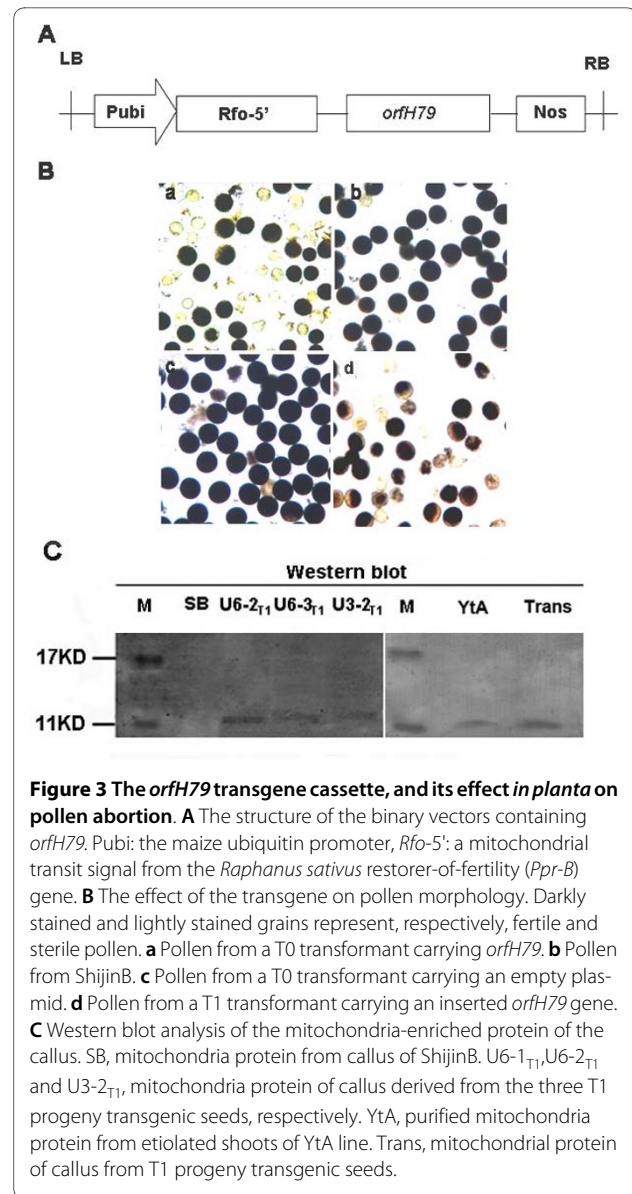 A
LB
RB
Pubi
Rfo-5'
orfH79
Nos
B
a
b
c
d
C
Western blot
M SB U6-2T1 U6-3T1 U3-2T1 M YtA Trans
17KD
11KD
Figure 3 The orfH79 transgene cassette, and its effect in planta on
pollen abortion. A The structure of the binary vectors containing
orfH79. Pubi: the maize ubiquitin promoter, Rfo-5': a mitochondrial
transit signal from the Raphanus sativus restorer-of-fertility (Ppr-B)
gene. B The effect of the transgene on pollen morphology. Darkly
stained and lightly stained grains represent, respectively, fertile and
sterile pollen. a Pollen from a T0 transformant carrying orfH79. b Pollen
from ShijinB. c Pollen from a T0 transformant carrying an empty plas-
mid. d Pollen from a T1 transformant carrying an inserted orfH79 gene.
C Western blot analysis of the mitochondria-enriched protein of the
callus. SB, mitochondria protein from callus of ShijinB. U6-1T1,U6-2T1
and U3-2T1, mitochondria protein of callus derived from the three T1
progeny transgenic seeds, respectively. YtA, purified mitochondria
protein from etiolated shoots of YtA line. Trans, mitochondrial protein
of callus from T1 progeny transgenic seeds.